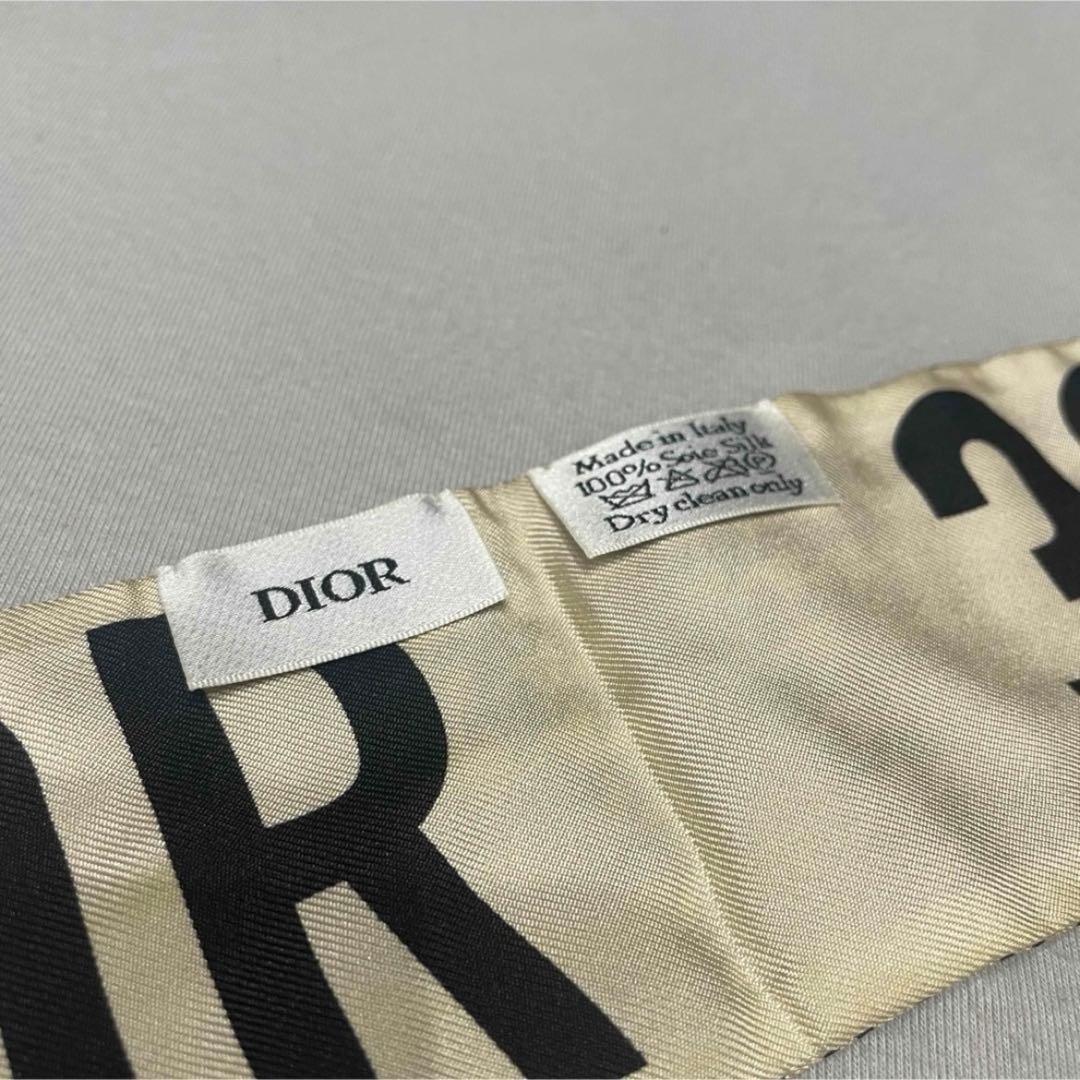 DIOR
Made in Italy
100% Soie Silk
Dry clean only
R